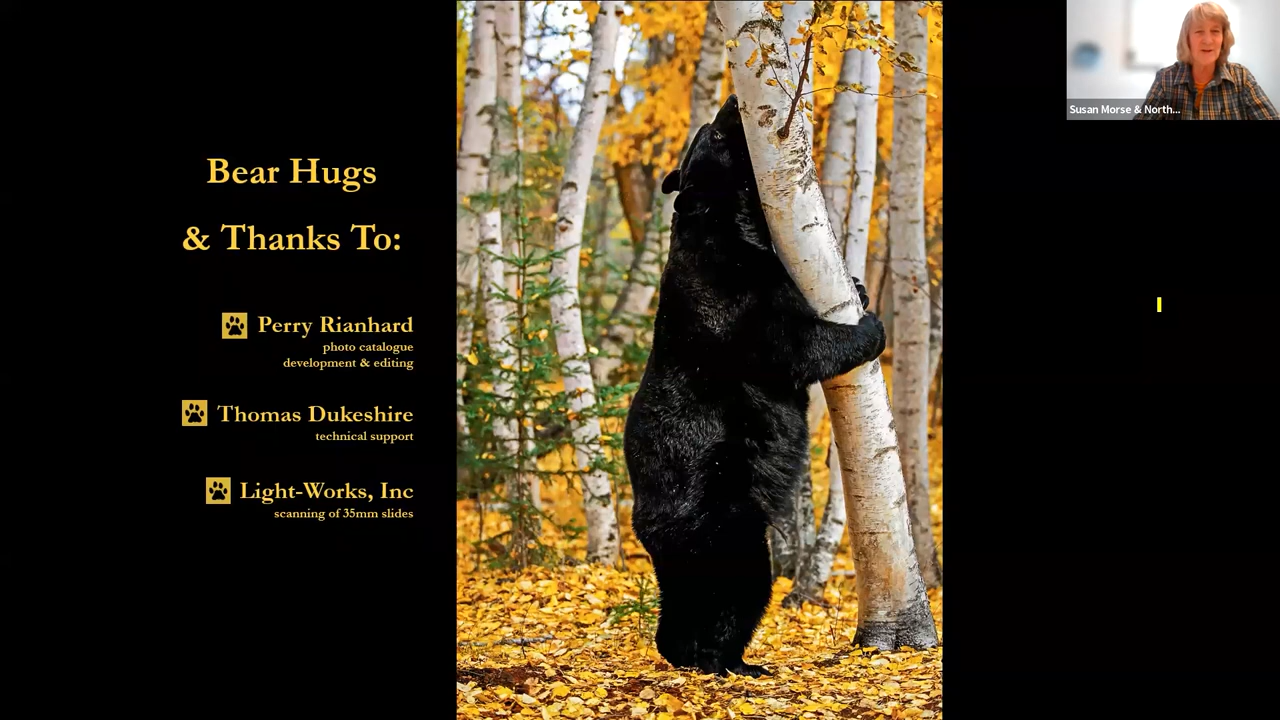 Bear Hugs
& Thanks To:
Perry Rianhard
photo catalogue
development & editing
Thomas Dukeshire
technical support
Light-Works, Inc
scanning of 35mm slides
Susan Morse & North...